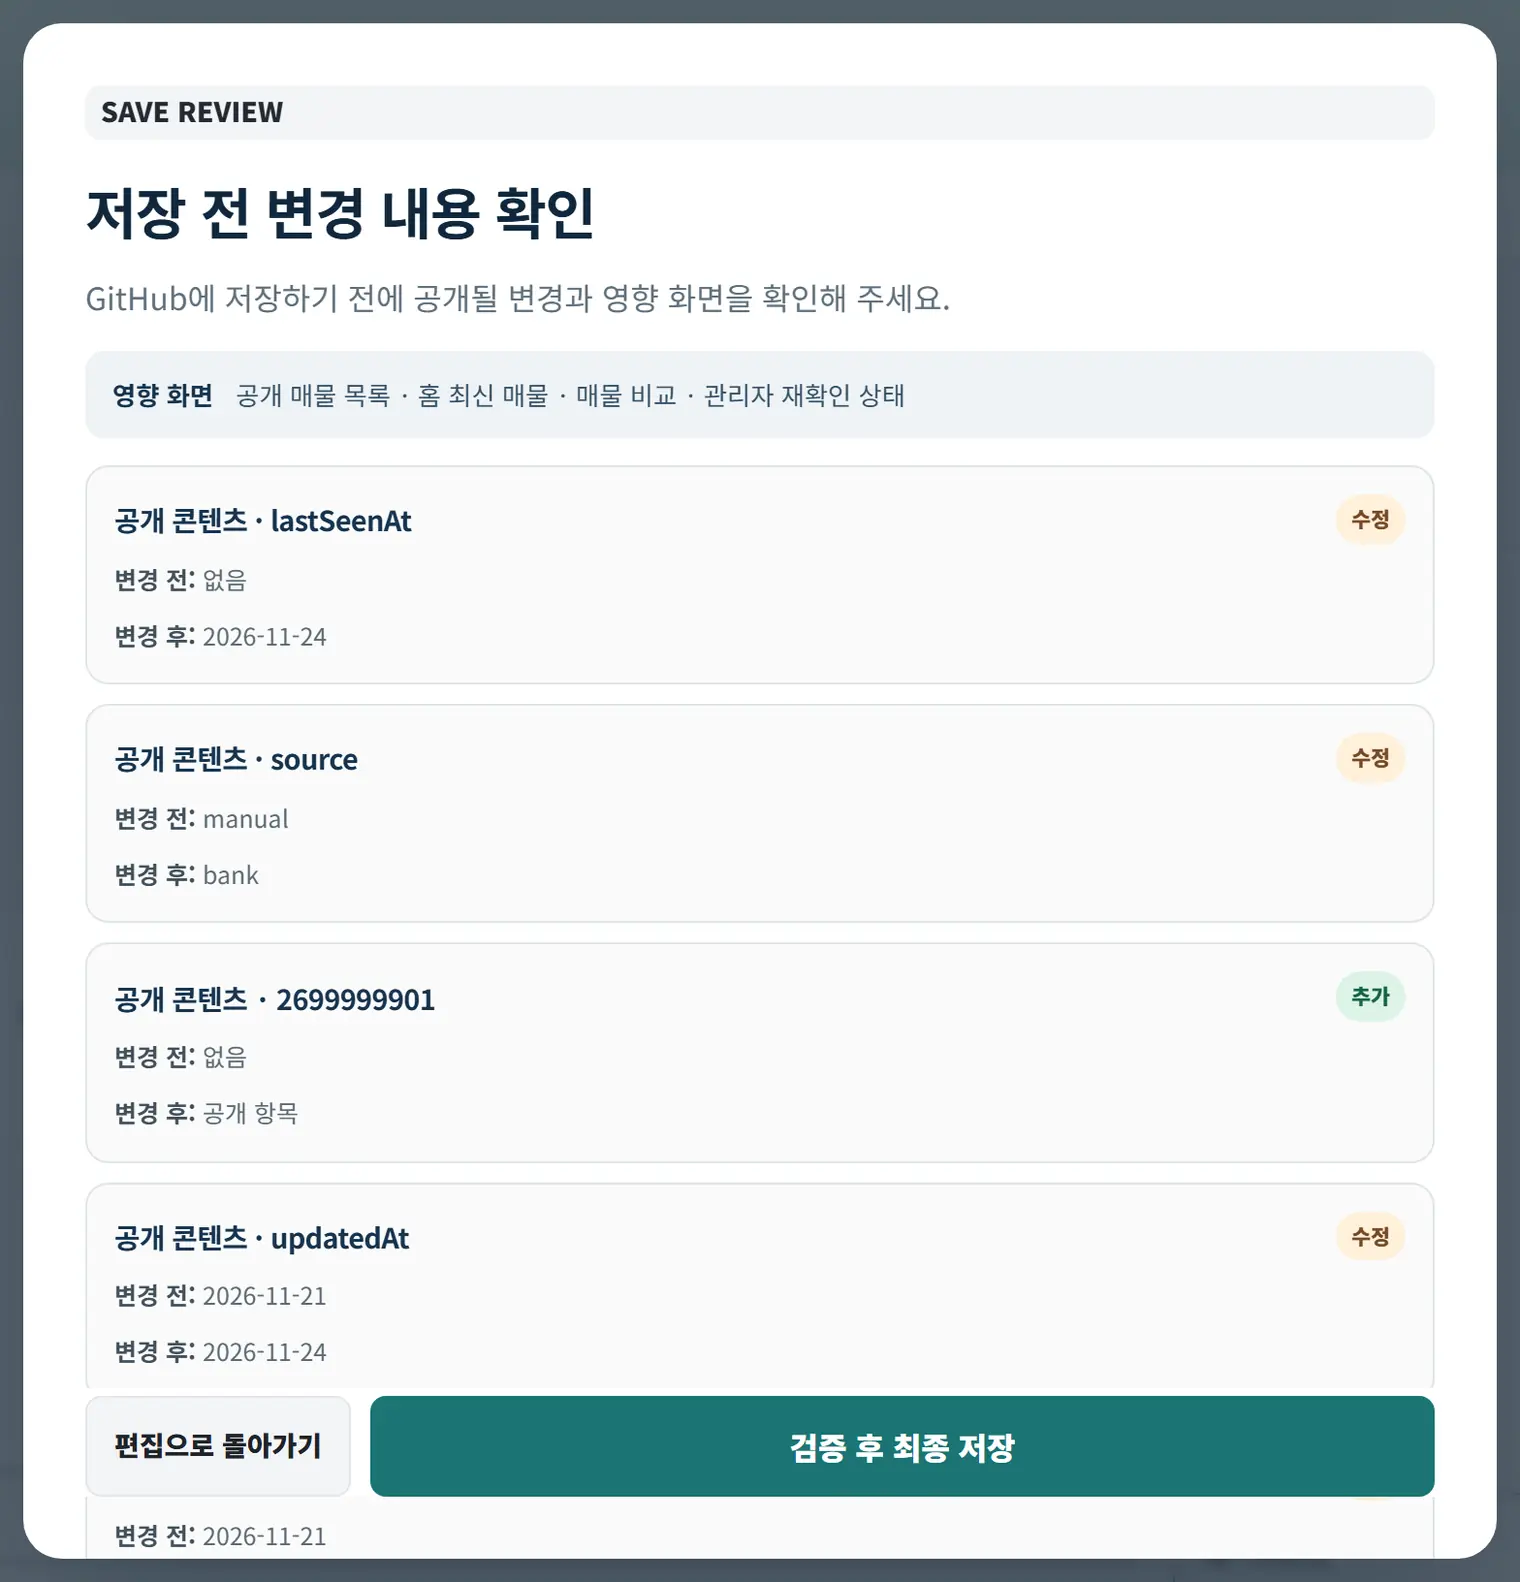 SAVE REVIEW
저장 전 변경 내용 확인
GitHub에 저장하기 전에 공개될 변경과 영향 화면을 확인해 주세요.
영향 화면 공개 매물 목록 · 홈 최신 매물 · 매물 비교 · 관리자 재확인 상태
공개 콘텐츠 · lastSeenAt 수정
변경 전: 없음
변경 후: 2026-11-24
공개 콘텐츠 · source 수정
변경 전: manual
변경 후: bank
공개 콘텐츠 · 2699999901 추가
변경 전: 없음
변경 후: 공개 항목
공개 콘텐츠 · updatedAt 수정
변경 전: 2026-11-21
변경 후: 2026-11-24
편집으로 돌아가기 검증 후 최종 저장
변경 전: 2026-11-21